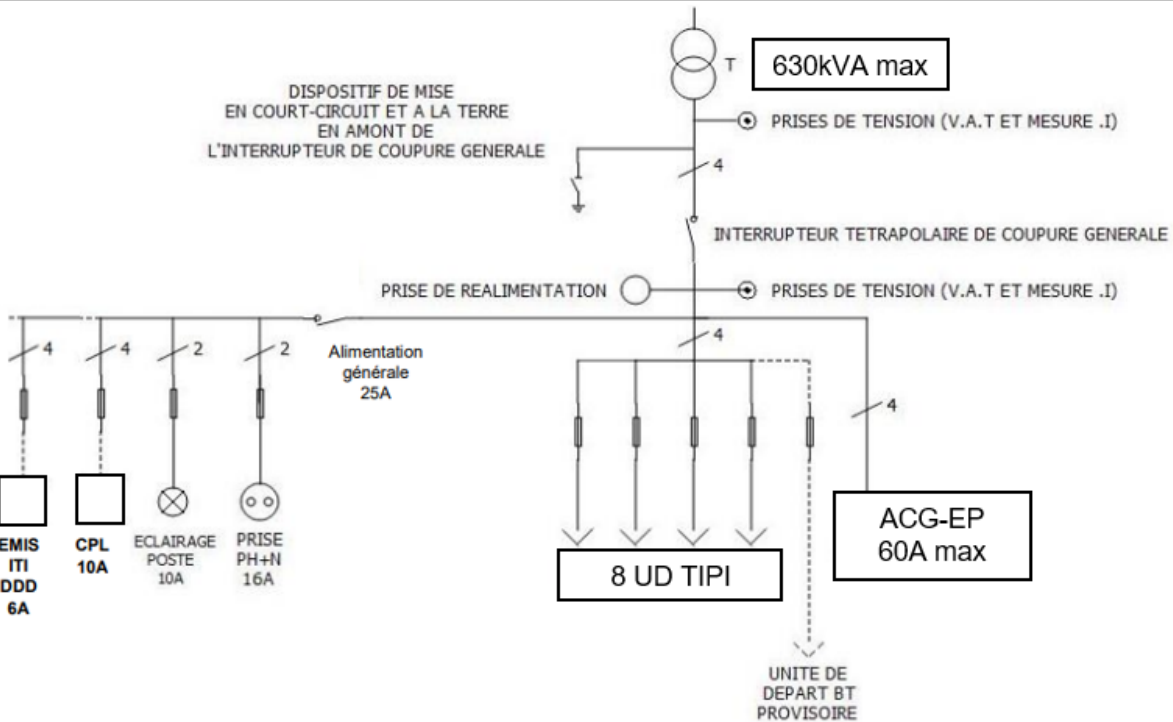 T
630kVA max
DISPOSITIF DE MISE
EN COURT-CIRCUIT ET A LA TERRE
EN AMONT DE
L'INTERRUPTEUR DE COUPURE GENERALE
PRISES DE TENSION (V.A.T ET MESURE .I)
4
INTERRUPTEUR TETRAPOLAIRE DE COUPURE GENERALE
PRISE DE REALIMENTATION
PRISES DE TENSION (V.A.T ET MESURE .I)
4
4
2
2
Alimentation
générale
25A
4
4
EMIS
ITI
DDD
6A
CPL
10A
ECLAIRAGE
POSTE
10A
PRISE
PH+N
16A
8 UD TIPI
ACG-EP
60A max
UNITE DE
DEPART BT
PROVISOIRE